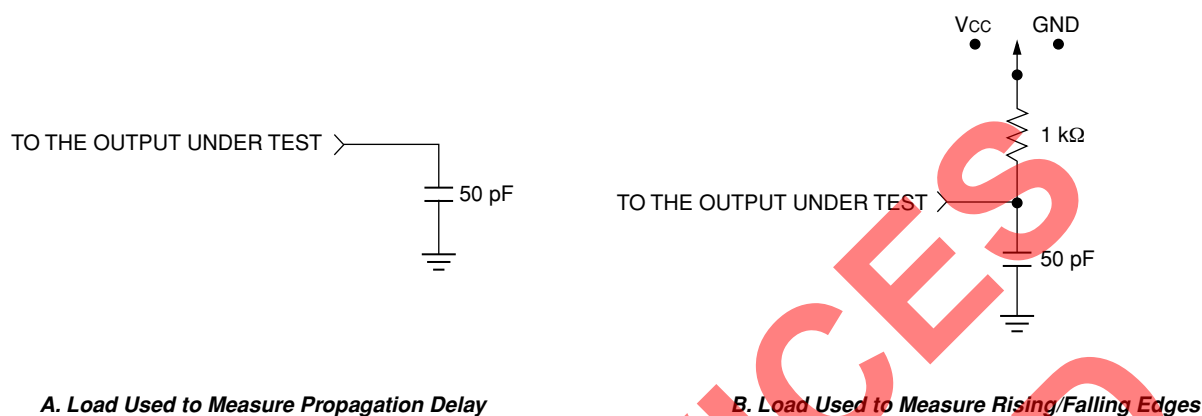 VCC GND
1 kΩ
TO THE OUTPUT UNDER TEST
50 pF
TO THE OUTPUT UNDER TEST
50 pF
A. Load Used to Measure Propagation Delay
B. Load Used to Measure Rising/Falling Edges